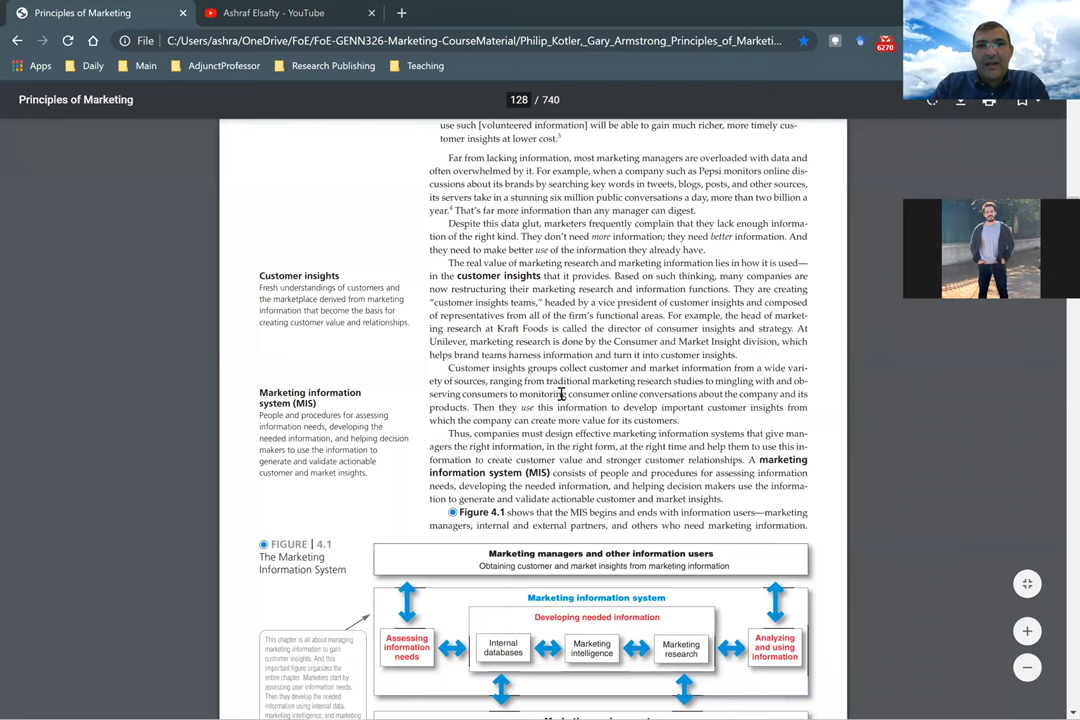 Principles of Marketing
Ashraf Elsafty - YouTube
File
C:/Users/ashra/OneDrive/FoE/FoE-GENN326-Marketing-CourseMaterial/Philip_Kotler,_Gary_Armstrong_Principles_of_Marketi...
6270
Apps
Daily
Main
AdjunctProfessor
Research Publishing
Teaching
Principles of Marketing
128 / 740
use such [volunteered information] will be able to gain much richer, more timely cus-
tomer insights at lower cost.3
Far from lacking information, most marketing managers are overloaded with data and
often overwhelmed by it. For example, when a company such as Pepsi monitors online dis-
cussions about its brands by searching key words in tweets, blogs, posts, and other sources,
its servers take in a stunning six million public conversations a day, more than two billion a
year.4 That's far more information than any manager can digest.
Despite this data glut, marketers frequently complain that they lack enough informa-
tion of the right kind. They don't need more information; they need better information. And
they need to make better use of the information they already have.
The real value of marketing research and marketing information lies in how it is used—
in the customer insights that it provides. Based on such thinking, many companies are
now restructuring their marketing research and information functions. They are creating
"customer insights teams," headed by a vice president of customer insights and composed
of representatives from all of the firm's functional areas. For example, the head of market-
ing research at Kraft Foods is called the director of consumer insights and strategy. At
Unilever, marketing research is done by the Consumer and Market Insight division, which
helps brand teams harness information and turn it into customer insights.
Customer insights groups collect customer and market information from a wide vari-
ety of sources, ranging from traditional marketing research studies to mingling with and ob-
serving consumers to monitoring consumer online conversations about the company and its
products. Then they use this information to develop important customer insights from
which the company can create more value for its customers.
Thus, companies must design effective marketing information systems that give man-
agers the right information, in the right form, at the right time and help them to use this in-
formation to create customer value and stronger customer relationships. A marketing
information system (MIS) consists of people and procedures for assessing information
needs, developing the needed information, and helping decision makers use the informa-
tion to generate and validate actionable customer and market insights.
Figure 4.1 shows that the MIS begins and ends with information users—marketing
managers, internal and external partners, and others who need marketing information.
Customer insights
Fresh understandings of customers and
the marketplace derived from marketing
information that become the basis for
creating customer value and relationships.
Marketing information
system (MIS)
People and procedures for assessing
information needs, developing the
needed information, and helping decision
makers to use the information to
generate and validate actionable
customer and market insights.
FIGURE | 4.1
The Marketing
Information System
This chapter is all about managing
marketing information to gain
customer insights. And this
important figure organizes the
entire chapter. Marketers start by
assessing user information needs.
Then they develop the needed
information using internal data,
marketing intelligence, and marketing
Marketing managers and other information users
Obtaining customer and market insights from marketing information
Marketing information system
Developing needed information
Assessing
information
needs
Internal
databases
Marketing
intelligence
Marketing
research
Analyzing
and using
information